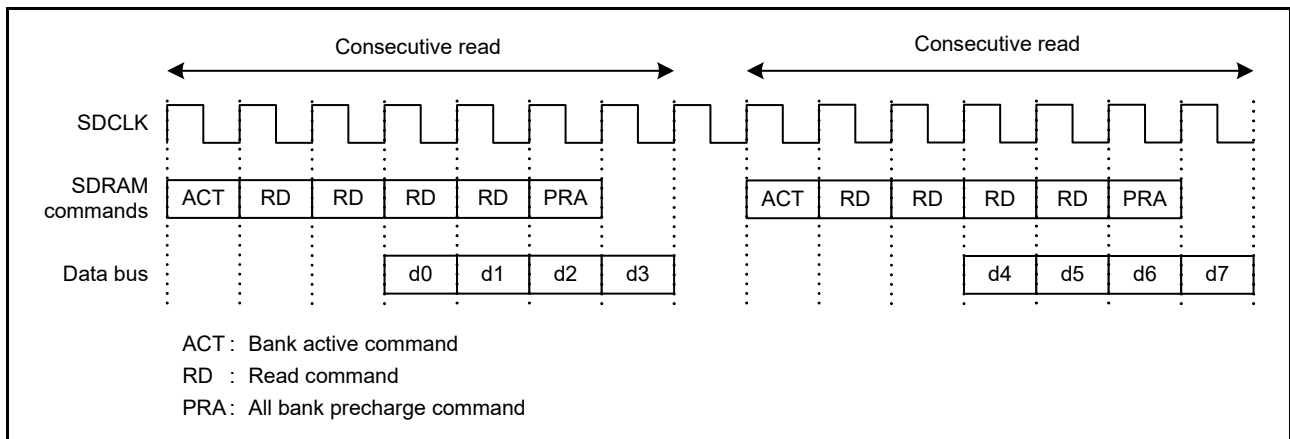 Consecutive read Consecutive read
SDCLK
SDRAM commands ACT RD RD RD RD PRA ACT RD RD RD RD PRA
Data bus d0 d1 d2 d3 d4 d5 d6 d7
ACT : Bank active command
RD : Read command
PRA : All bank precharge command